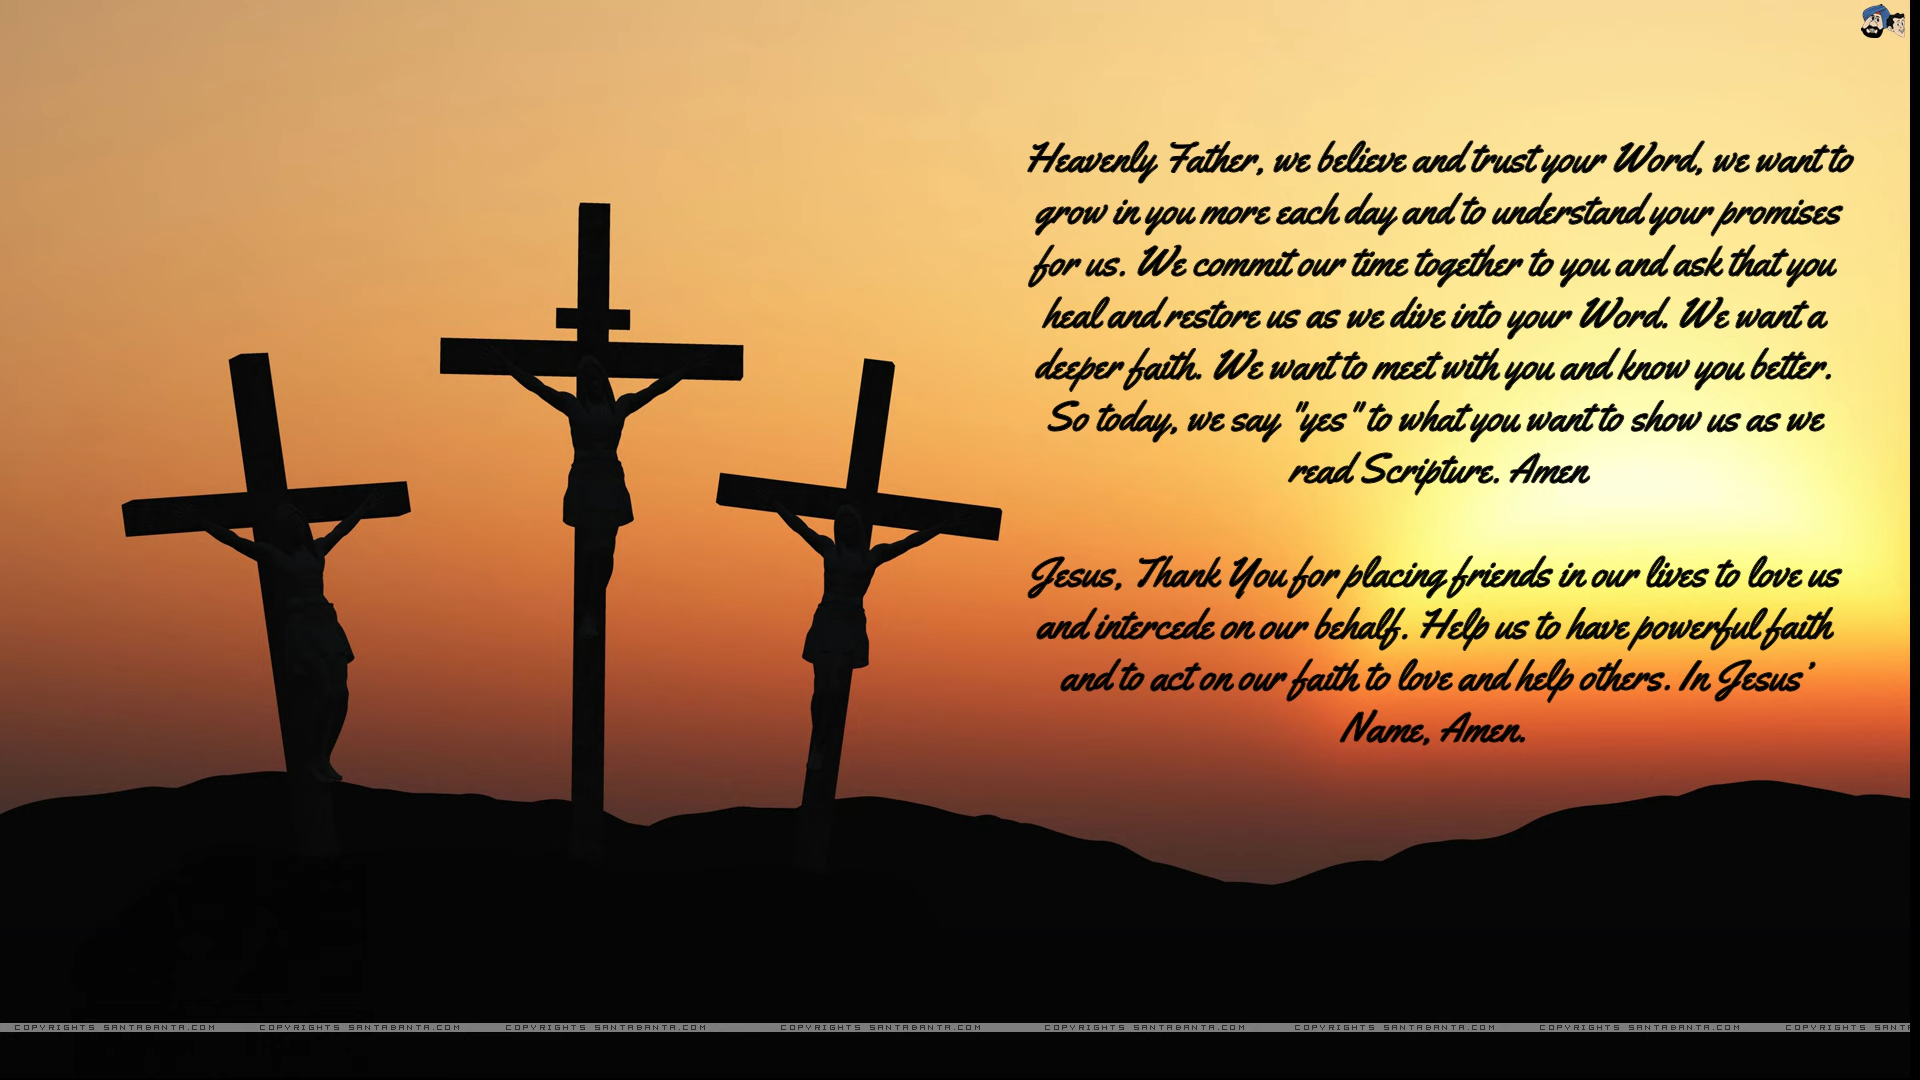 Heavenly Father, we believe and trust your Word, we want to
grow in you more each day and to understand your promises
for us. We commit our time together to you and ask that you
heal and restore us as we dive into your Word. We want a
deeper faith. We want to meet with you and know you better.
So today, we say "yes" to what you want to show us as we
read Scripture. Amen
Jesus, Thank You for placing friends in our lives to love us
and intercede on our behalf. Help us to have powerful faith
and to act on our faith to love and help others. In Jesus’
Name, Amen.
COPYRIGHTS SANTABANTA.COM COPYRIGHTS SANTABANTA.COM COPYRIGHTS SANTABANTA.COM COPYRIGHTS SANTABANTA.COM COPYRIGHTS SANTABANTA.COM COPYRIGHTS SANTABANTA.COM COPYRIGHTS SANTABANTA.COM COPYRIGHTS SANTA